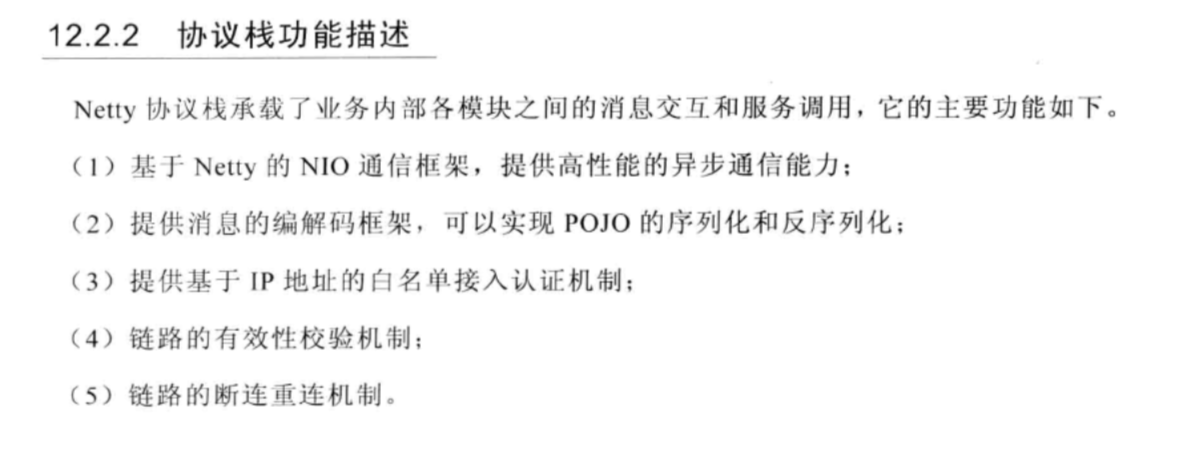 12.2.2 协议栈功能描述
Netty 协议栈承载了业务内部各模块之间的消息交互和服务调用，它的主要功能如下。
（1）基于 Netty 的 NIO 通信框架，提供高性能的异步通信能力；
（2）提供消息的编解码框架，可以实现 POJO 的序列化和反序列化；
（3）提供基于 IP 地址的白名单接入认证机制；
（4）链路的有效性校验机制；
（5）链路的断连重连机制。